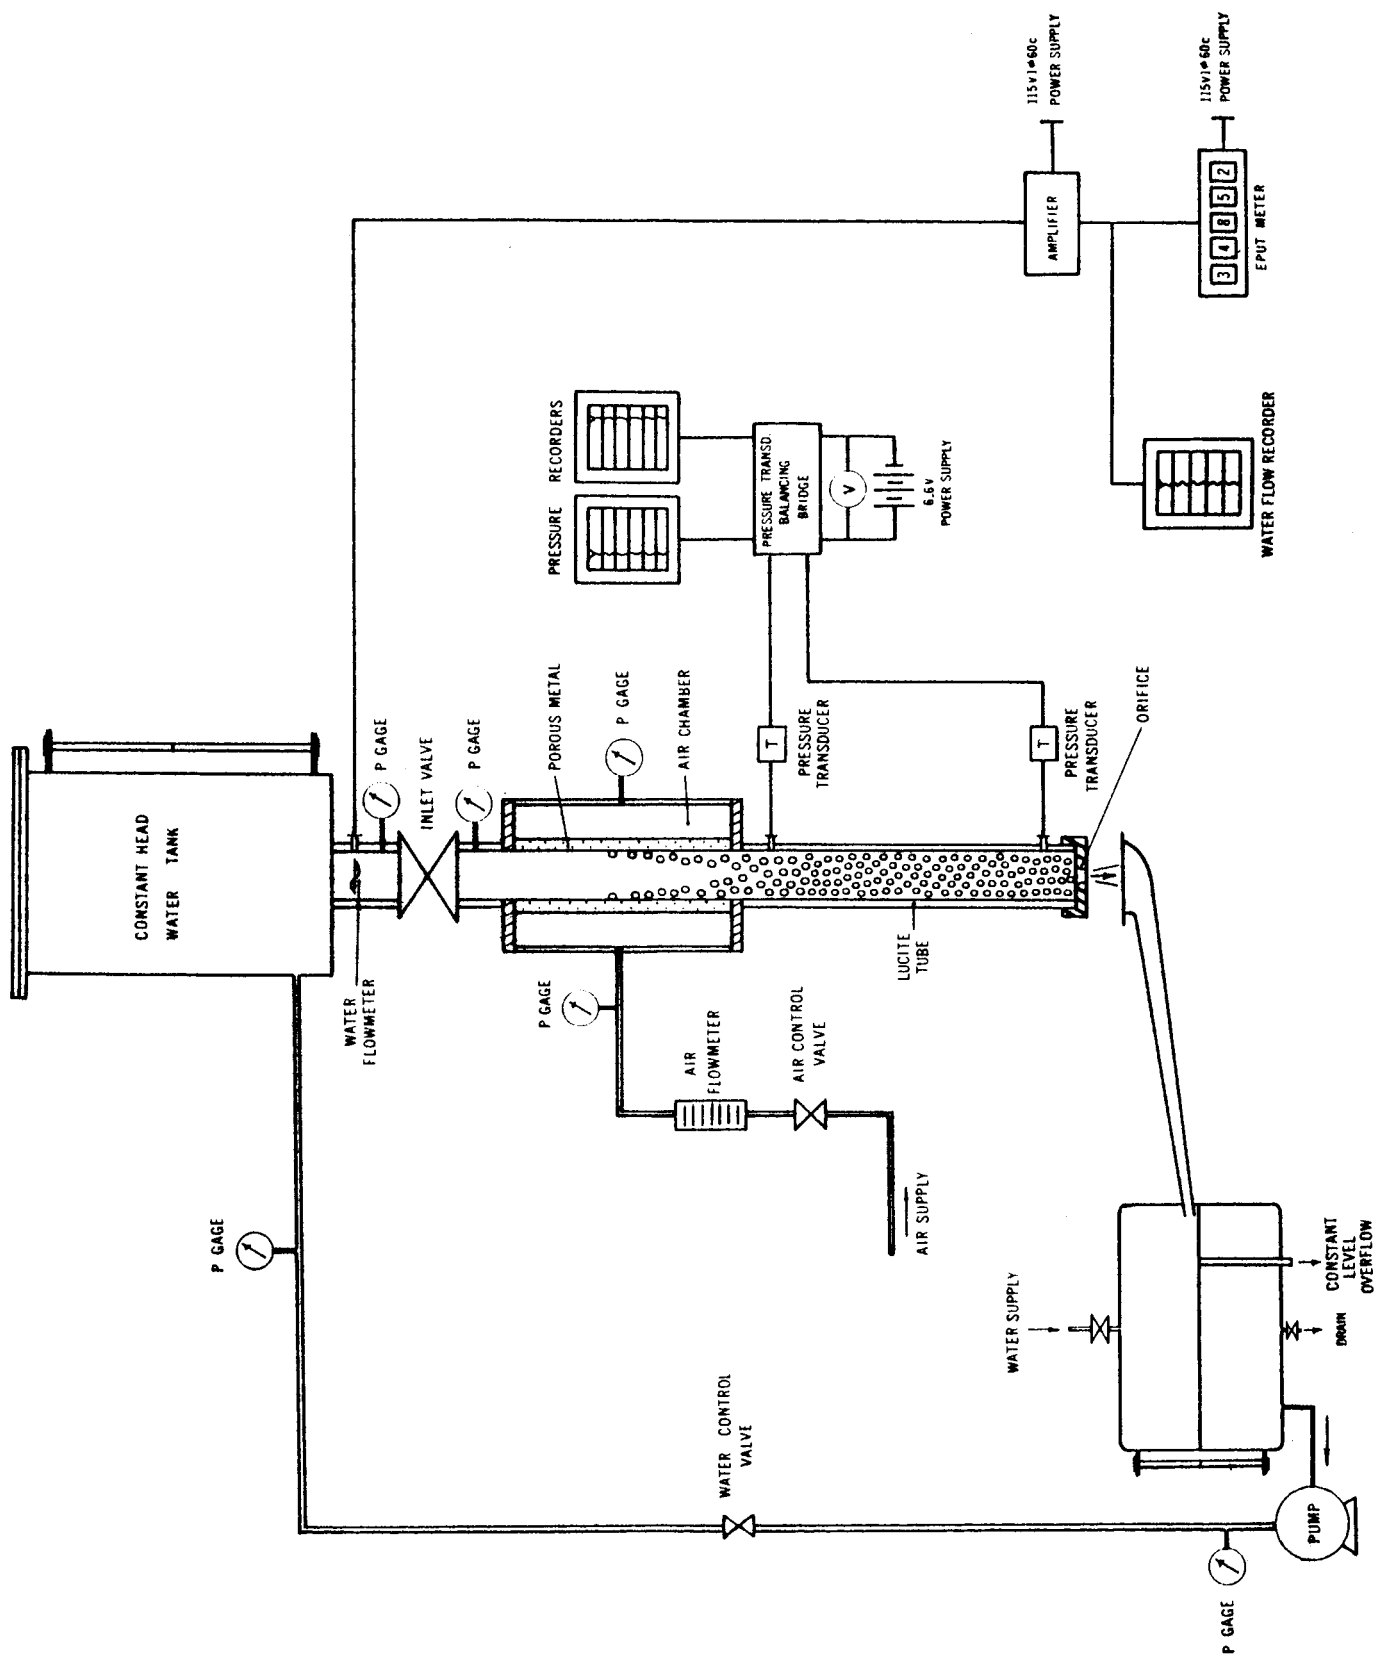 CONSTANT HEAD
WATER TANK
P GAGE
INLET VALVE
P GAGE
WATER
FLOWMETER
P GAGE
POROUS METAL
P GAGE
AIR CHAMBER
P GAGE
AIR
FLOWMETER
AIR CONTROL
VALVE
AIR SUPPLY
LUCITE
TUBE
T
PRESSURE
TRANSDUCER
T
PRESSURE
TRANSDUCER
ORIFICE
PRESSURE RECORDERS
PRESSURE TRANSD.
BALANCING
BRIDGE
V
6.6V
POWER SUPPLY
115V1ø60c
POWER SUPPLY
AMPLIFIER
115V1ø60c
POWER SUPPLY
3 4 8 5 2
EPUT METER
WATER FLOW RECORDER
WATER SUPPLY
CONSTANT
LEVEL
OVERFLOW
DRAIN
WATER CONTROL
VALVE
PUMP
P GAGE